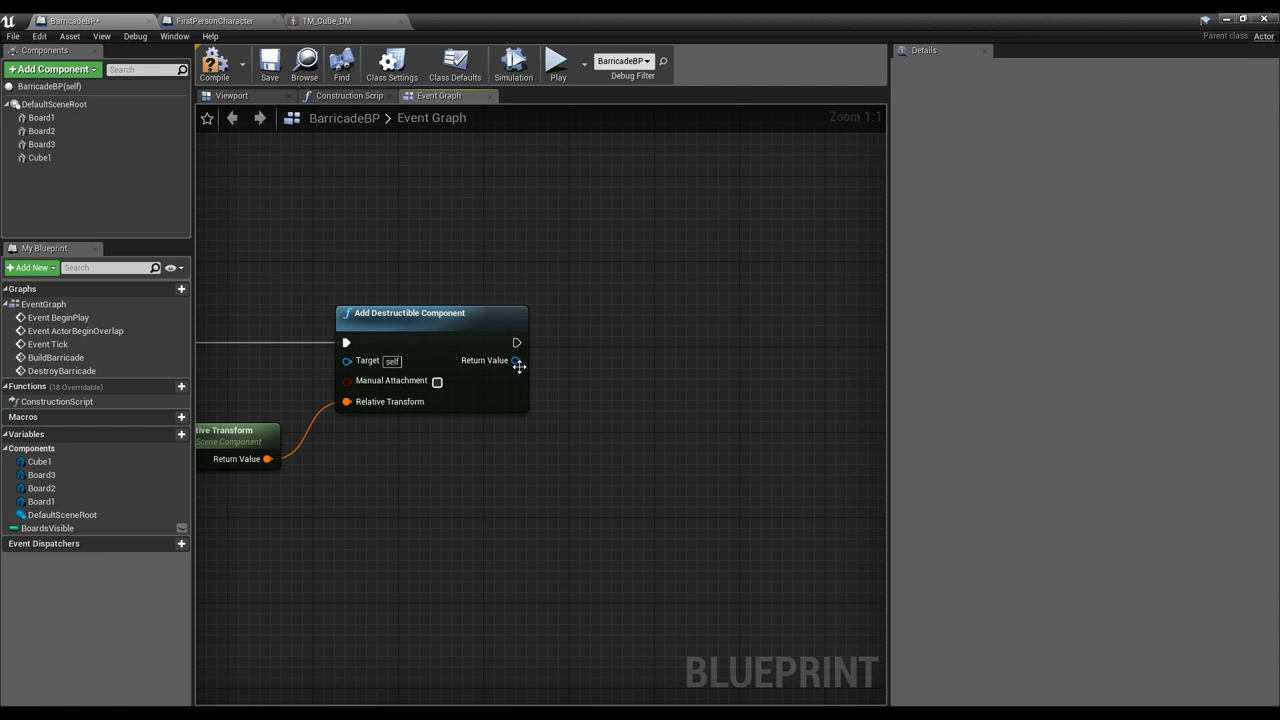 BarricadeBP*
FirstPersonCharacter
1M_Cube_DM
File
Edit
Asset
View
Debug
Window
Help
Parent class: Actor
Components
+Add Component
Search
BarricadeBP(self)
DefaultSceneRoot
Board1
Board2
Board3
Cube1
My Blueprint
+Add New
Search
Graphs
EventGraph
Event BeginPlay
Event ActorBeginOverlap
Event Tick
BuildBarricade
DestroyBarricade
Functions (18 Overridable)
ConstructionScript
Macros
Variables
Components
Cube1
Board3
Board2
Board1
DefaultSceneRoot
BoardsVisible
Event Dispatchers
Compile
Save
Browse
Find
Class Settings
Class Defaults
Simulation
Play
BarricadeBP
Debug Filter
Viewport
Construction Scrip
Event Graph
BarricadeBP > Event Graph
Zoom 1:1
f Add Destructible Component
Target self
Return Value
Manual Attachment
Relative Transform
tive Transform
Scene Component
Return Value
BLUEPRINT
Details